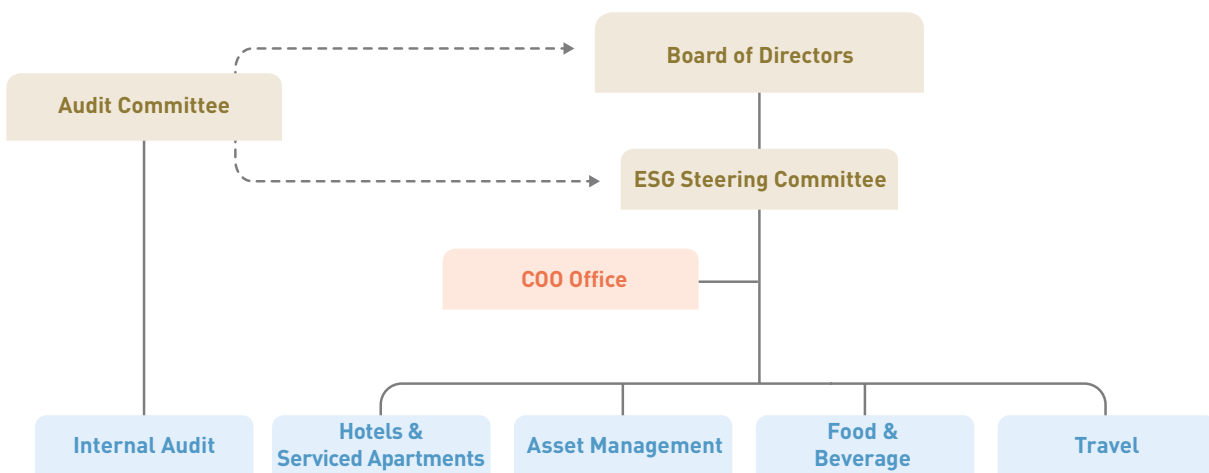 Board of Directors
Audit Committee
ESG Steering Committee
COO Office
Internal Audit
Hotels &
Serviced Apartments
Asset Management
Food &
Beverage
Travel